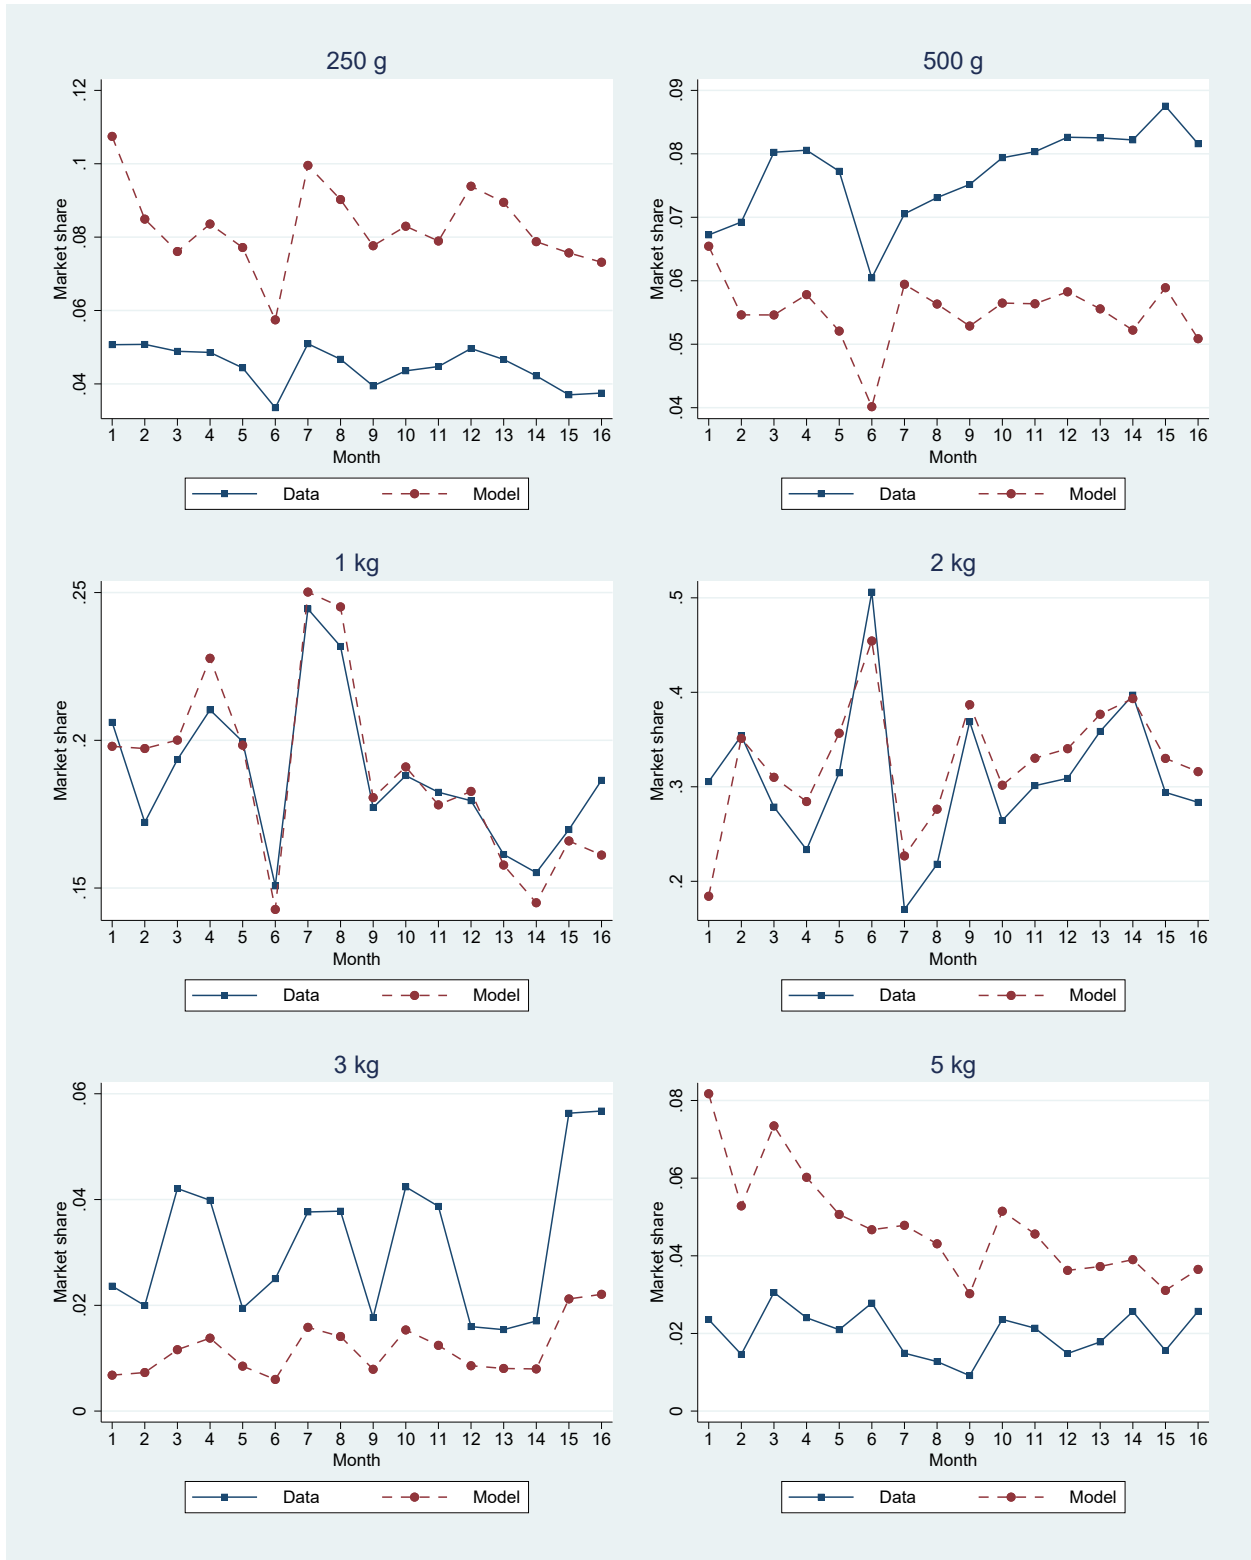 250 g
Market share
.12
.1
.08
.06
.04
1 2 3 4 5 6 7 8 9 10 11 12 13 14 15 16
Month
Data Model
500 g
Market share
.09
.08
.07
.06
.05
.04
1 2 3 4 5 6 7 8 9 10 11 12 13 14 15 16
Month
Data Model
1 kg
Market share
.25
.2
.15
1 2 3 4 5 6 7 8 9 10 11 12 13 14 15 16
Month
Data Model
2 kg
Market share
.5
.4
.3
.2
1 2 3 4 5 6 7 8 9 10 11 12 13 14 15 16
Month
Data Model
3 kg
Market share
.06
.04
.02
0
1 2 3 4 5 6 7 8 9 10 11 12 13 14 15 16
Month
Data Model
5 kg
Market share
.08
.06
.04
.02
0
1 2 3 4 5 6 7 8 9 10 11 12 13 14 15 16
Month
Data Model